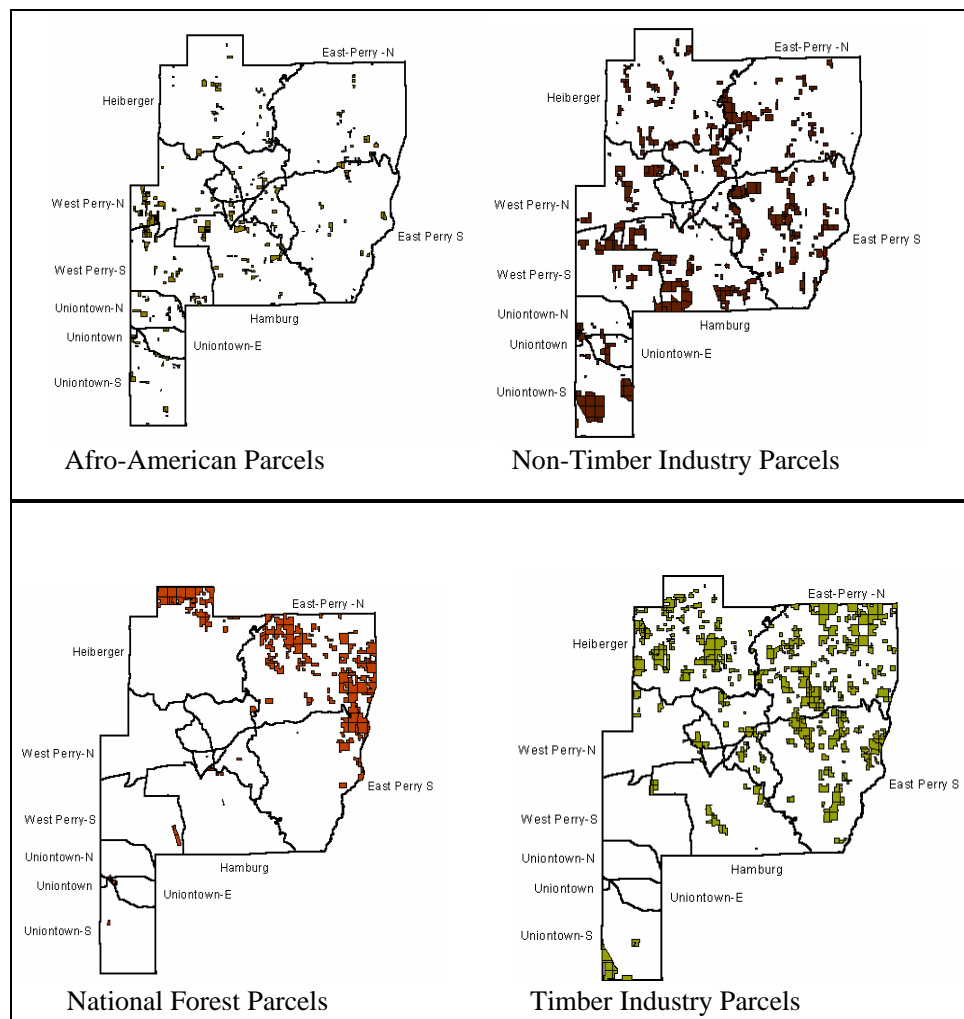 East-Perry -N
Heiberger
West Perry-N
East Perry S
West Perry-S
Uniontown-N
Hamburg
Uniontown
Uniontown-E
Uniontown-S
Afro-American Parcels
East-Perry -N
Heiberger
West Perry-N
East Perry S
West Perry-S
Uniontown-N
Hamburg
Uniontown
Uniontown-E
Uniontown-S
Non-Timber Industry Parcels
East-Perry -N
Heiberger
West Perry-N
East Perry S
West Perry-S
Uniontown-N
Hamburg
Uniontown
Uniontown-E
Uniontown-S
National Forest Parcels
East-Perry -N
Heiberger
West Perry-N
East Perry S
West Perry-S
Uniontown-N
Hamburg
Uniontown
Uniontown-E
Uniontown-S
Timber Industry Parcels